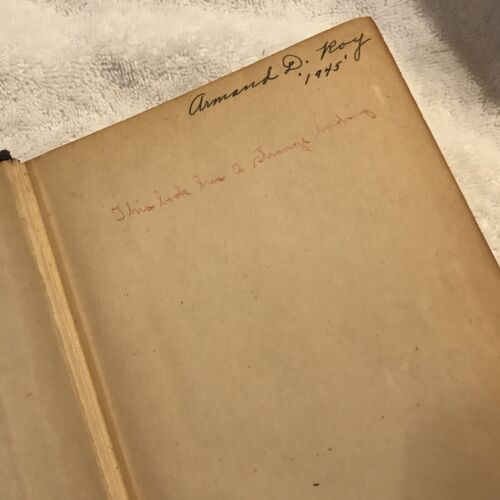 Armand D. Roy
'1945'
This book has a strange ending